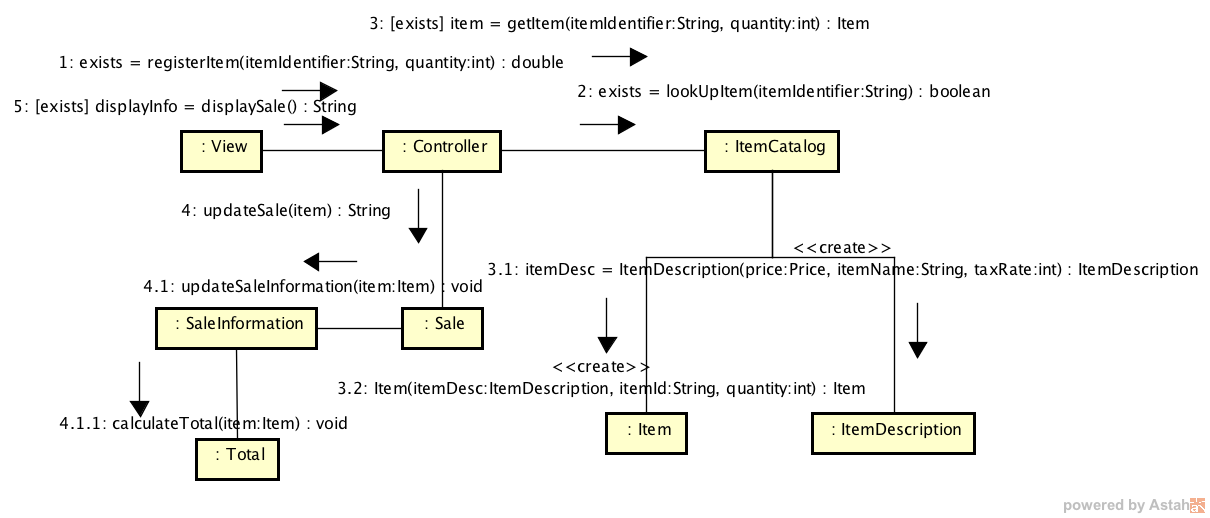 3: [exists] item = getItem(itemIdentifier:String, quantity:int) : Item
1: exists = registerItem(itemIdentifier:String, quantity:int) : double
2: exists = lookUpItem(itemIdentifier:String) : boolean
5: [exists] displayInfo = displaySale() : String
: View
: Controller
: ItemCatalog
4: updateSale(item) : String
<<create>>
3.1: itemDesc = ItemDescription(price:Price, itemName:String, taxRate:int) : ItemDescription
4.1: updateSaleInformation(item:Item) : void
: SaleInformation
: Sale
<<create>>
3.2: Item(itemDesc:ItemDescription, itemId:String, quantity:int) : Item
4.1.1: calculateTotal(item:Item) : void
: Item
: ItemDescription
: Total
powered by Astah